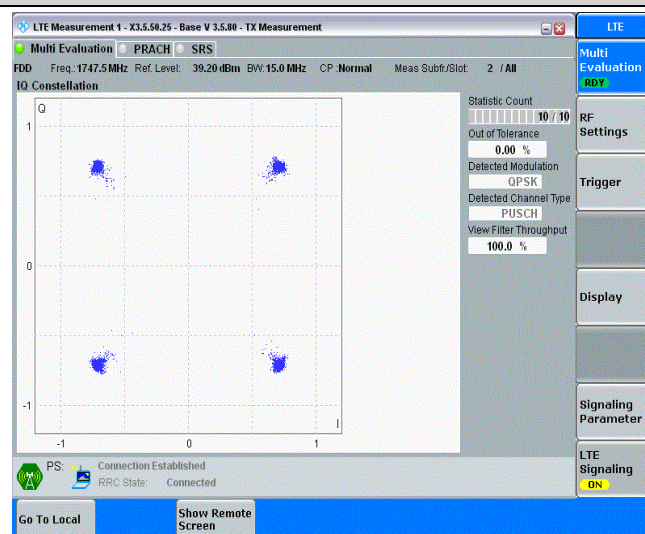 LTE Measurement 1 - X3.5.50.25 - Base V 3.5.80 - TX Measurement
LTE
Multi Evaluation PRACH SRS
FDD Freq.: 1747.5 MHz Ref. Level: 39.20 dBm BW: 15.0 MHz CP :Normal Meas Subfr./Slot: 2 / All
IQ Constellation
Q
1
0
-1
-1 0 1
I
Statistic Count
10 / 10
Out of Tolerance
0.00 %
Detected Modulation
QPSK
Detected Channel Type
PUSCH
View Filter Throughput
100.0 %
Multi
Evaluation
RDY
RF
Settings
Trigger
Display
Signaling
Parameter
LTE
Signaling
ON
PS: Connection Established
RRC State: Connected
Go To Local
Show Remote
Screen